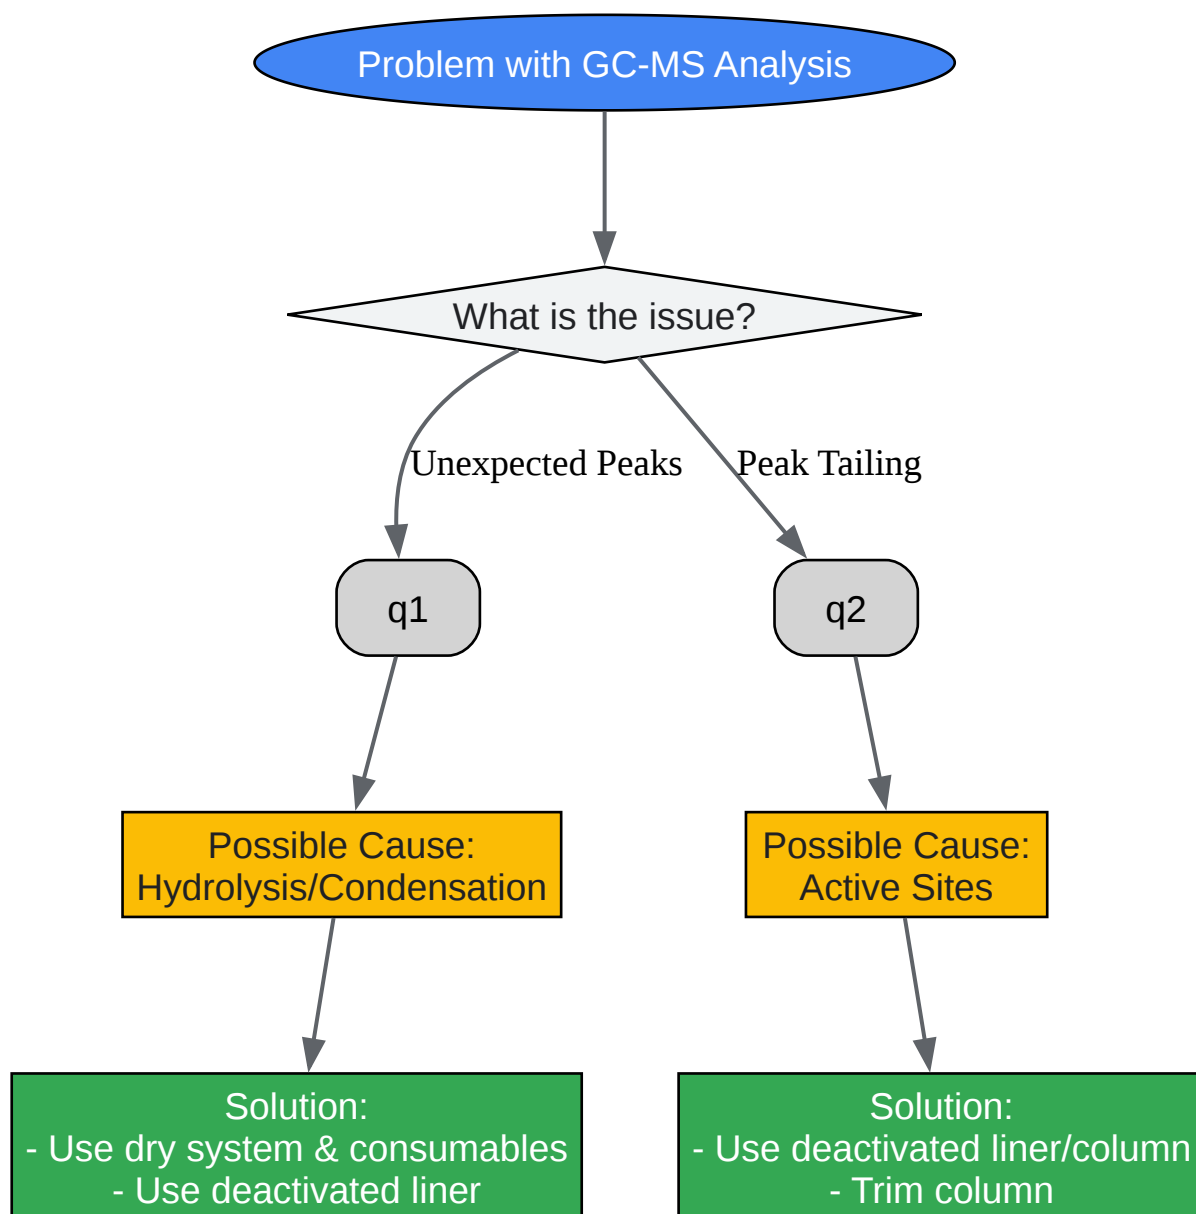 Problem with GC-MS Analysis
What is the issue?
Unexpected Peaks
Peak Tailing
q1
q2
Possible Cause:
Hydrolysis/Condensation
Possible Cause:
Active Sites
Solution:
- Use dry system & consumables
- Use deactivated liner
Solution:
- Use deactivated liner/column
- Trim column